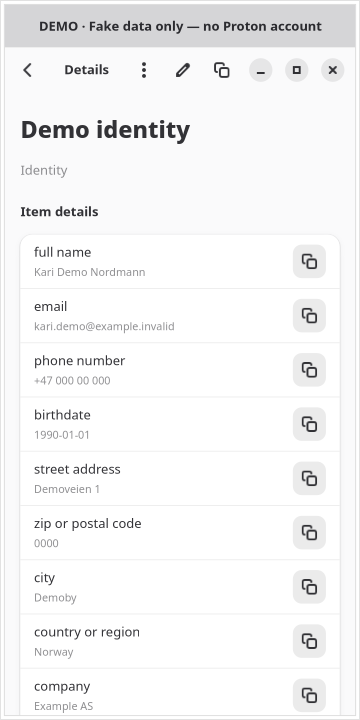 DEMO · Fake data only — no Proton account
Details
Demo identity
Identity
Item details
full name
Kari Demo Nordmann
email
kari.demo@example.invalid
phone number
+47 000 00 000
birthdate
1990-01-01
street address
Demoveien 1
zip or postal code
0000
city
Demoby
country or region
Norway
company
Example AS